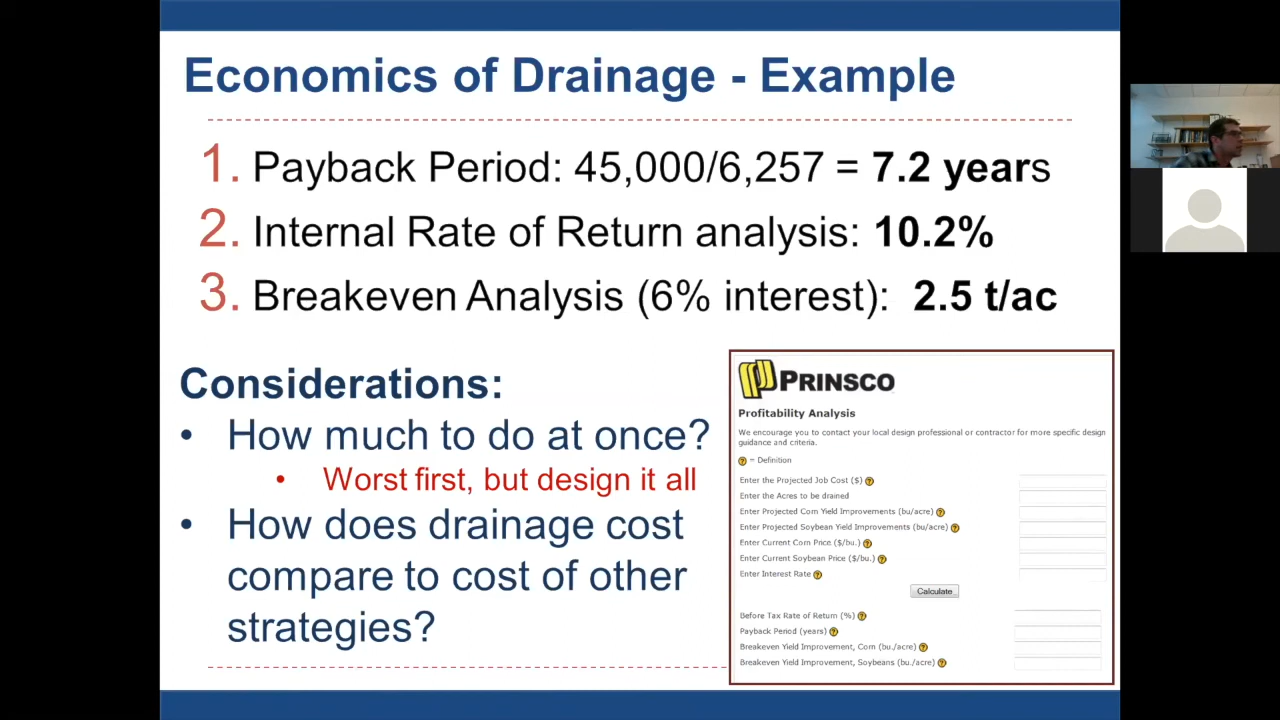 Economics of Drainage - Example
1. Payback Period: 45,000/6,257 = 7.2 years
2. Internal Rate of Return analysis: 10.2%
3. Breakeven Analysis (6% interest): 2.5 t/ac
Considerations:
• How much to do at once?
• Worst first, but design it all
• How does drainage cost
compare to cost of other
strategies?
PRINSCO
Profitability Analysis
We encourage you to contact your local design professional or contractor for more specific design
guidance and criteria.
? = Definition
Enter the Projected Job Cost ($) ?
Enter the Acres to be drained
Enter Projected Corn Yield Improvements (bu/acre) ?
Enter Projected Soybean Yield Improvements (bu/acre) ?
Enter Current Corn Price ($/bu.) ?
Enter Current Soybean Price ($/bu.) ?
Enter Interest Rate ?
Calculate
Before Tax Rate of Return (%) ?
Payback Period (years) ?
Breakeven Yield Improvement, Corn (bu./acre) ?
Breakeven Yield Improvement, Soybeans (bu./acre) ?